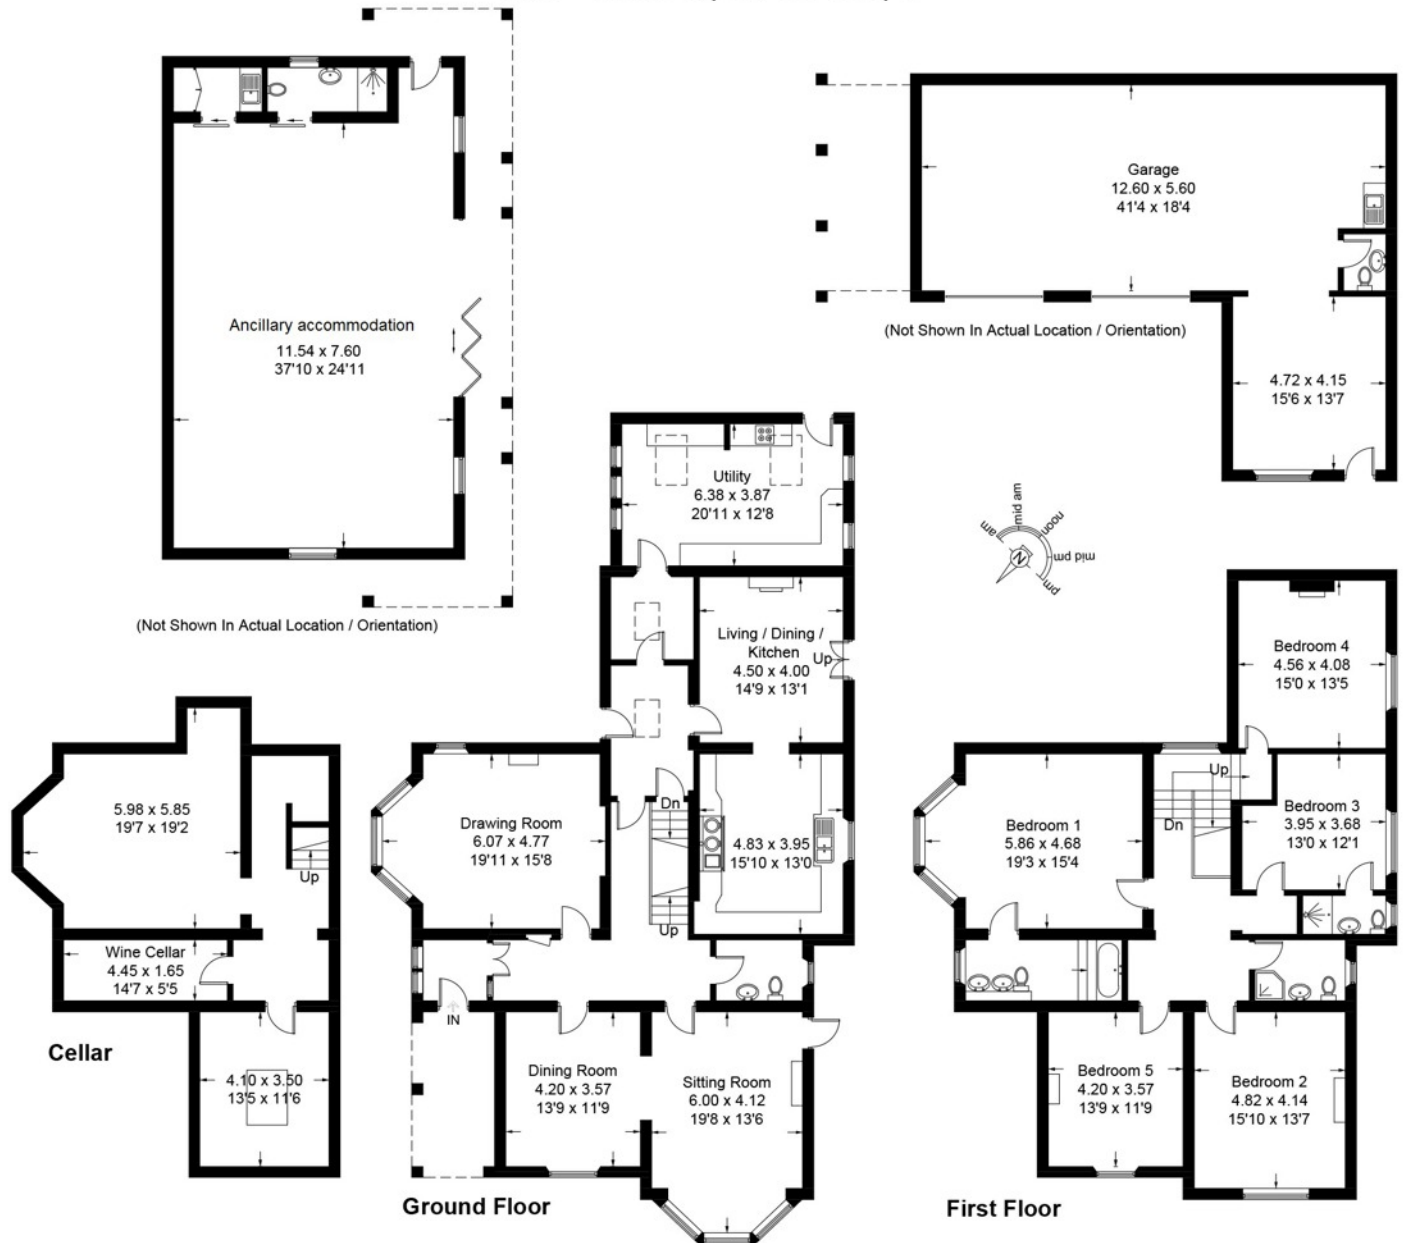 Ancillary accommodation
11.54 x 7.60
37'10 x 24'11
(Not Shown In Actual Location / Orientation)
Garage
12.60 x 5.60
41'4 x 18'4
(Not Shown In Actual Location / Orientation)
4.72 x 4.15
15'6 x 13'7
am
mid am
noon
mid pm
pm
N
5.98 x 5.85
19'7 x 19'2
Up
Wine Cellar
4.45 x 1.65
14'7 x 5'5
4.10 x 3.50
13'5 x 11'6
Cellar
Utility
6.38 x 3.87
20'11 x 12'8
Living / Dining /
Kitchen
4.50 x 4.00
14'9 x 13'1
Up
Drawing Room
6.07 x 4.77
19'11 x 15'8
Dn
4.83 x 3.95
15'10 x 13'0
Up
IN
Dining Room
4.20 x 3.57
13'9 x 11'9
Sitting Room
6.00 x 4.12
19'8 x 13'6
Ground Floor
Bedroom 4
4.56 x 4.08
15'0 x 13'5
Up
Dn
Bedroom 1
5.86 x 4.68
19'3 x 15'4
Bedroom 3
3.95 x 3.68
13'0 x 12'1
Bedroom 5
4.20 x 3.57
13'9 x 11'9
Bedroom 2
4.82 x 4.14
15'10 x 13'7
First Floor